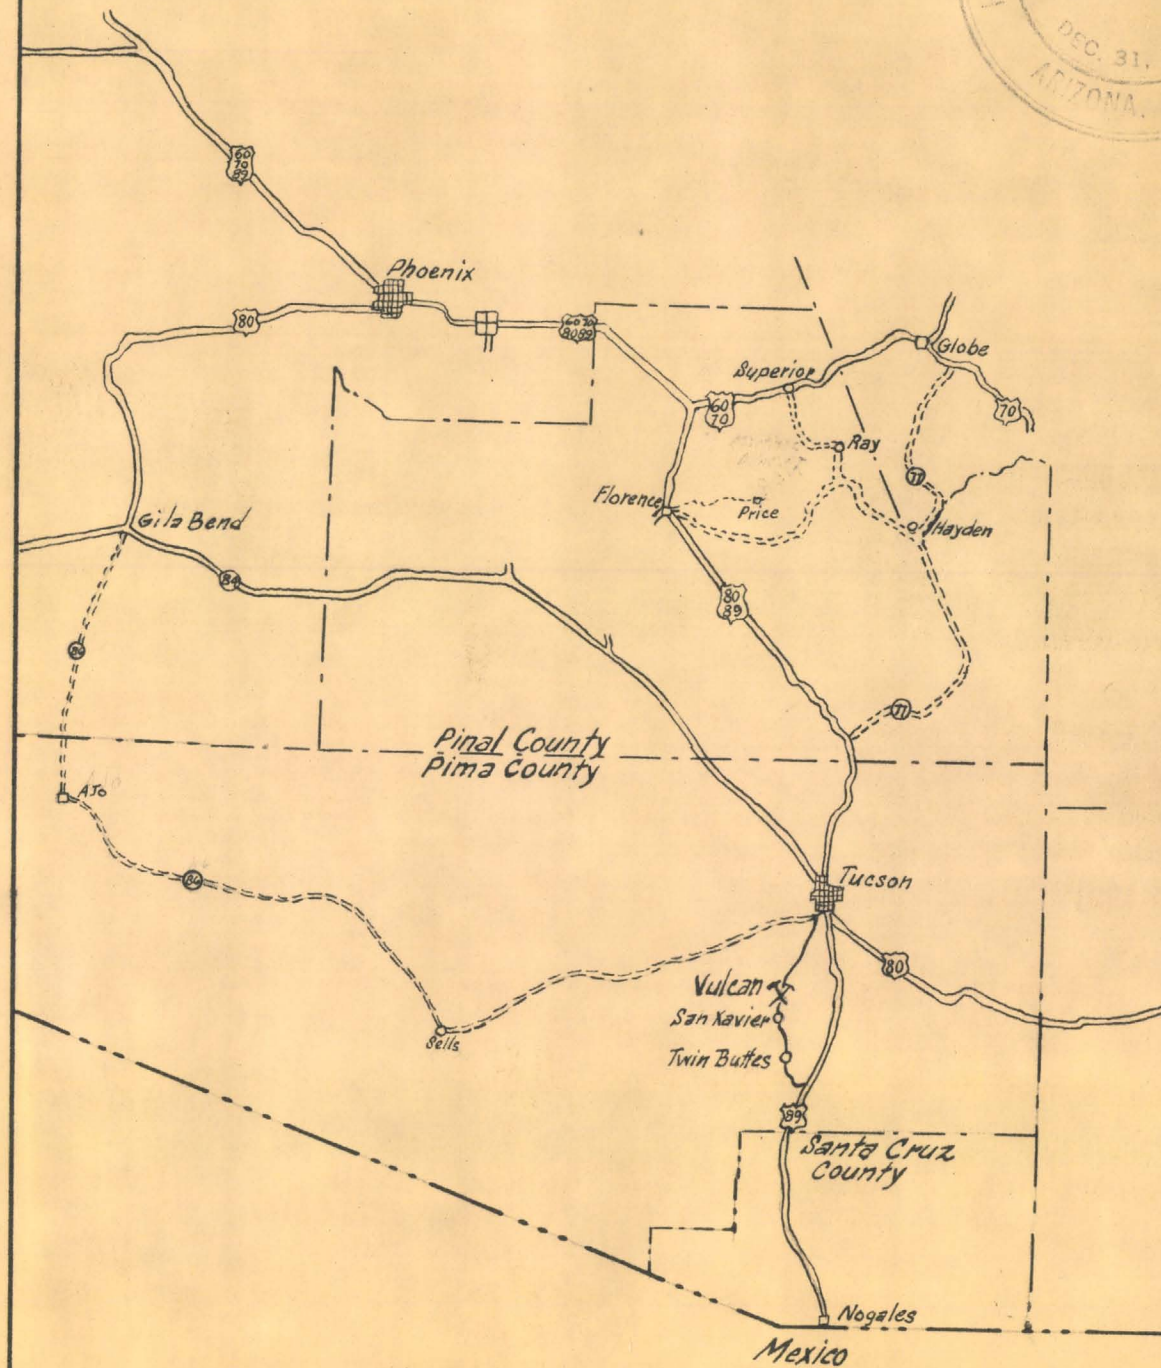 DEC. 31.
ARIZONA.
60
70
89
Phoenix
80
60 70
80 89
Globe
Superior
60
70
70
Ray
77
Florence
Price
Hayden
Gila Bend
84
80
89
77
Pinal County
Pima County
AJo
Tucson
80
Vulcan
San Xavier
Sells
Twin Buttes
89
Santa Cruz
County
Nogales
Mexico